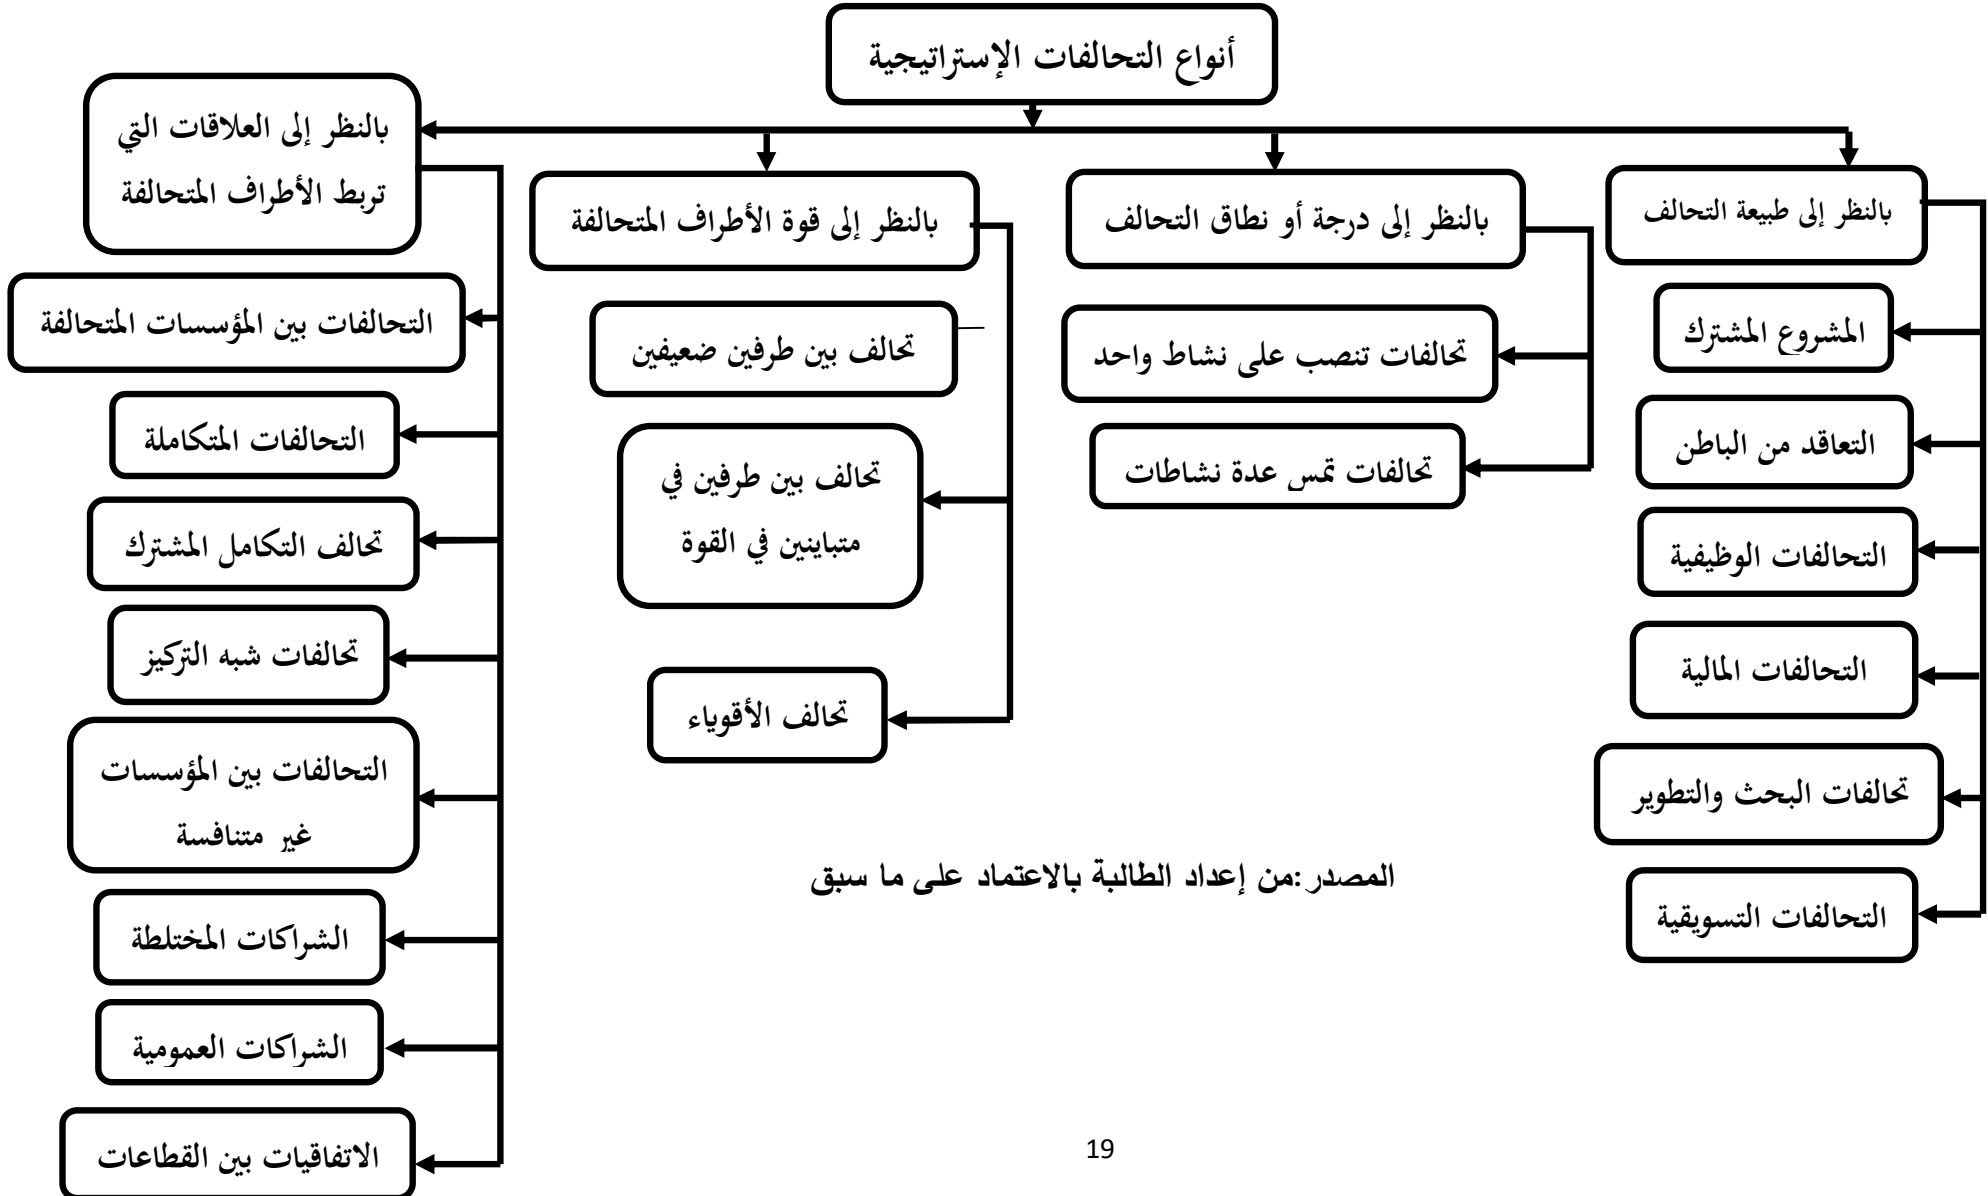 أنواع التحالفات الإستراتيجية
بالنظر إلى طبيعة التحالف
المشروع المشترك
التعاقد من الباطن
التحالفات الوظيفية
التحالفات المالية
تحالفات البحث والتطوير
التحالفات التسويقية
بالنظر إلى درجة أو نطاق التحالف
تحالفات تنصب على نشاط واحد
تحالفات تمس عدة نشاطات
بالنظر إلى قوة الأطراف المتحالفة
تحالف بين طرفين ضعيفين
تحالف بين طرفين في
متباينين في القوة
تحالف الأقوياء
بالنظر إلى العلاقات التي
تربط الأطراف المتحالفة
التحالفات بين المؤسسات المتحالفة
التحالفات المتكاملة
تحالف التكامل المشترك
تحالفات شبه التركيز
التحالفات بين المؤسسات
غير متنافسة
الشراكات المختلطة
الشراكات العمومية
الاتفاقيات بين القطاعات
المصدر:من إعداد الطالبة بالاعتماد على ما سبق
19